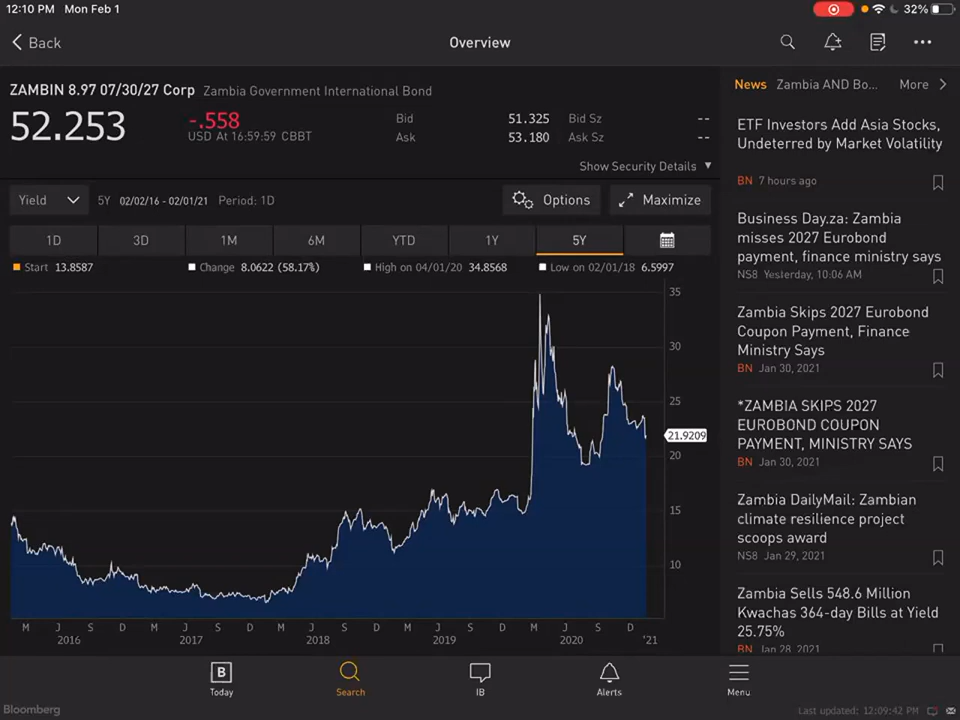 12:10 PM Mon Feb 1
32%
Back
Overview
ZAMBIN 8.97 07/30/27 Corp Zambia Government International Bond
52.253
-.558
USD At 16:59:59 CBBT
Bid 51.325 Bid Sz --
Ask 53.180 Ask Sz --
Show Security Details
Yield 5Y 02/02/16 - 02/01/21 Period: 1D
Options
Maximize
1D 3D 1M 6M YTD 1Y 5Y
Start 13.8587 Change 8.0622 (58.17%) High on 04/01/20 34.8568 Low on 02/01/18 6.5997
35
30
25
21.9209
20
15
10
M J S D M J S D M J S D M J S D M J S D '21
2016 2017 2018 2019 2020
News Zambia AND Bo... More
ETF Investors Add Asia Stocks,
Undeterred by Market Volatility
BN 7 hours ago
Business Day.za: Zambia
misses 2027 Eurobond
payment, finance ministry says
NS8 Yesterday, 10:06 AM
Zambia Skips 2027 Eurobond
Coupon Payment, Finance
Ministry Says
BN Jan 30, 2021
*ZAMBIA SKIPS 2027
EUROBOND COUPON
PAYMENT, MINISTRY SAYS
BN Jan 30, 2021
Zambia DailyMail: Zambian
climate resilience project
scoops award
NS8 Jan 29, 2021
Zambia Sells 548.6 Million
Kwachas 364-day Bills at Yield
25.75%
BN Jan 28, 2021
B
Today
Search
IB
Alerts
Menu
Bloomberg
Last updated: 12:09:42 PM